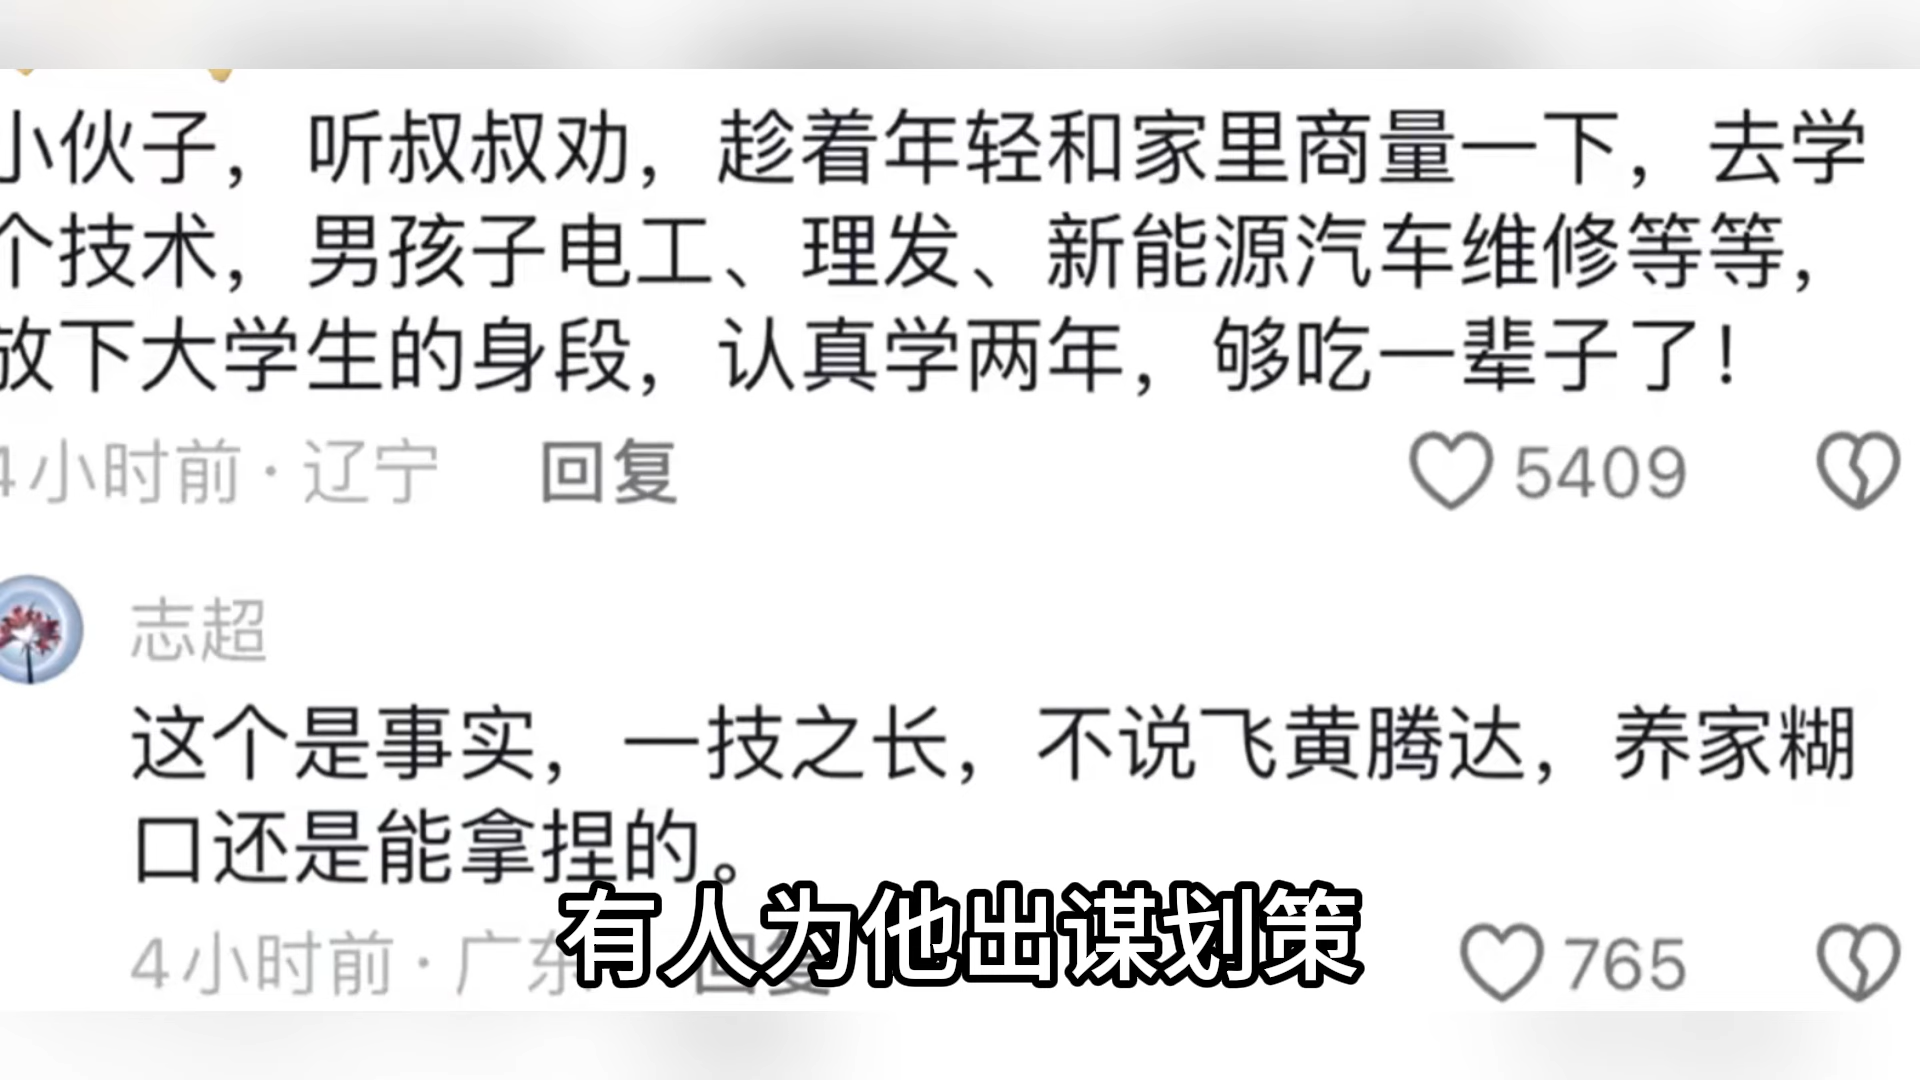 小伙子，听叔叔劝，趁着年轻和家里商量一下，去学
个技术，男孩子电工、理发、新能源汽车维修等等，
放下大学生的身段，认真学两年，够吃一辈子了！
4小时前·辽宁 回复 5409
志超
这个是事实，一技之长，不说飞黄腾达，养家糊
口还是能拿捏的。
4小时前·广东 回复 765
有人为他出谋划策